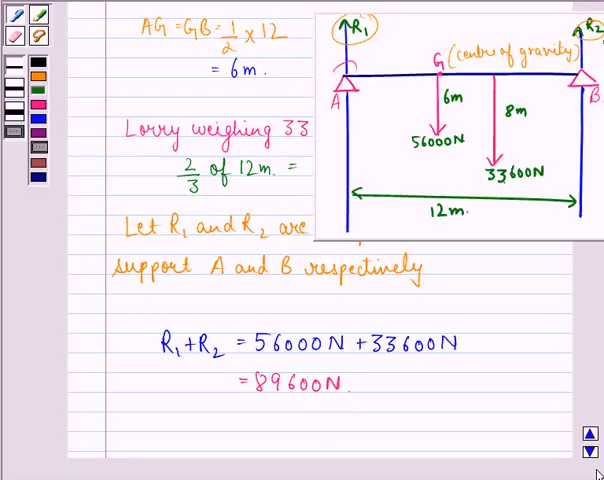 AG = GB = 1/2 × 12
= 6m.
Lorry weighing 33
2/3 of 12m. =
Let R₁ and R₂ are
support A and B respectively
R₁ + R₂ = 56000N + 33600N
= 89600N.
R₁
R₂
G (centre of gravity)
A
B
6m
8m
56000N
33600N
12m.